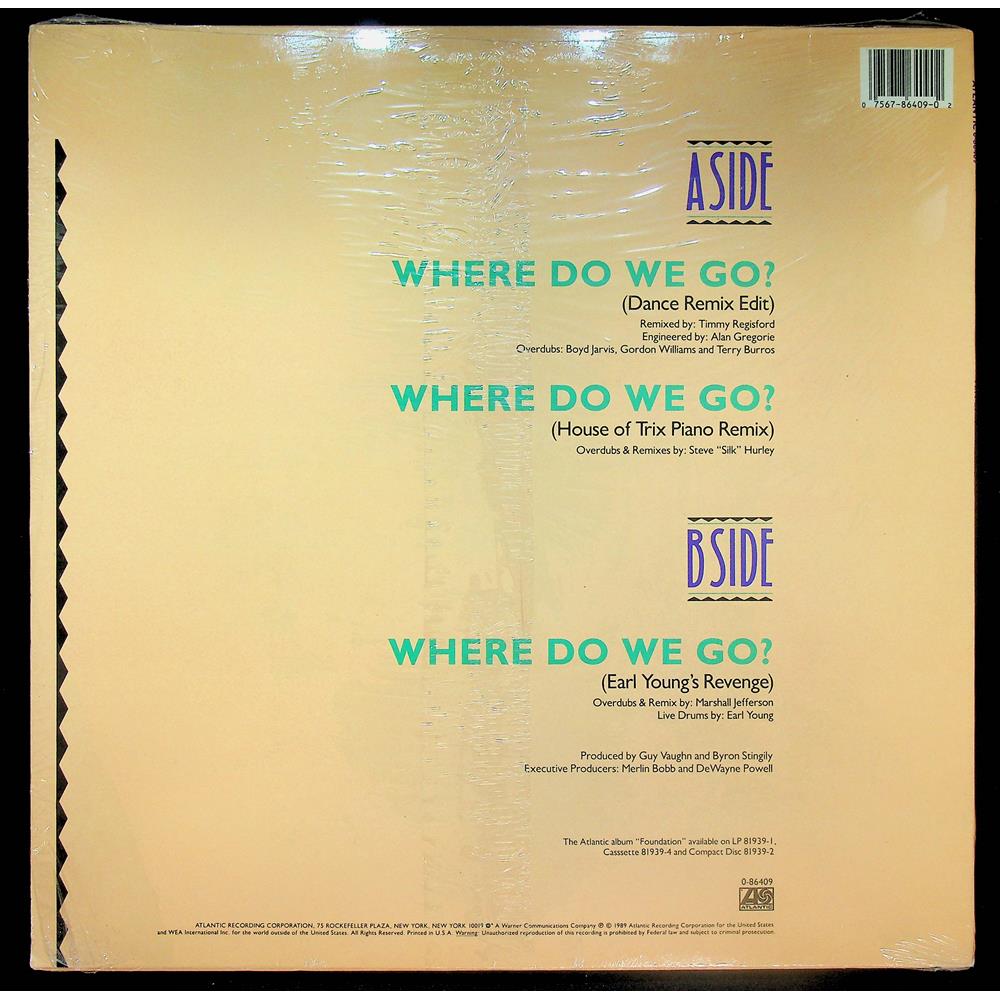 0 7567-86409-0 2
A SIDE
WHERE DO WE GO?
(Dance Remix Edit)
Remixed by: Timmy Regisford
Engineered by: Alan Gregorie
Overdubs: Boyd Jarvis, Gordon Williams and Terry Burros
WHERE DO WE GO?
(House of Trix Piano Remix)
Overdubs & Remixes by: Steve "Silk" Hurley
B SIDE
WHERE DO WE GO?
(Earl Young's Revenge)
Overdubs & Remix by: Marshall Jefferson
Live Drums by: Earl Young
Produced by Guy Vaughn and Byron Stingily
Executive Producers: Merlin Bobb and DeWayne Powell
The Atlantic album "Foundation" available on LP 81939-1,
Casssette 81939-4 and Compact Disc 81939-2
0-86409
ATLANTIC
ATLANTIC RECORDING CORPORATION, 75 ROCKEFELLER PLAZA, NEW YORK, NEW YORK 10019 A Warner Communications Company ℗ © 1989 Atlantic Recording Corporation for the United States
and WEA International Inc. for the world outside of the United States. All Rights Reserved. Printed in U.S.A. Warning: Unauthorized reproduction of this recording is prohibited by Federal law and subject to criminal prosecution.